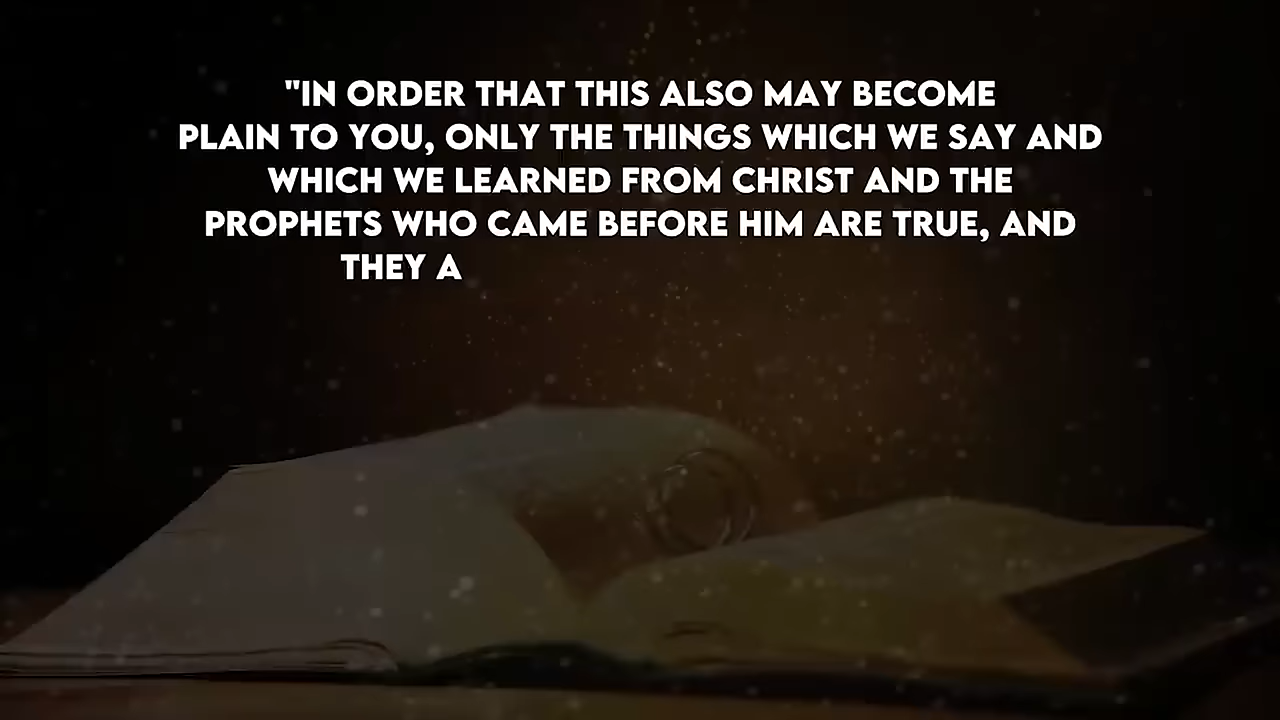 "IN ORDER THAT THIS ALSO MAY BECOME
PLAIN TO YOU, ONLY THE THINGS WHICH WE SAY AND
WHICH WE LEARNED FROM CHRIST AND THE
PROPHETS WHO CAME BEFORE HIM ARE TRUE, AND
THEY A